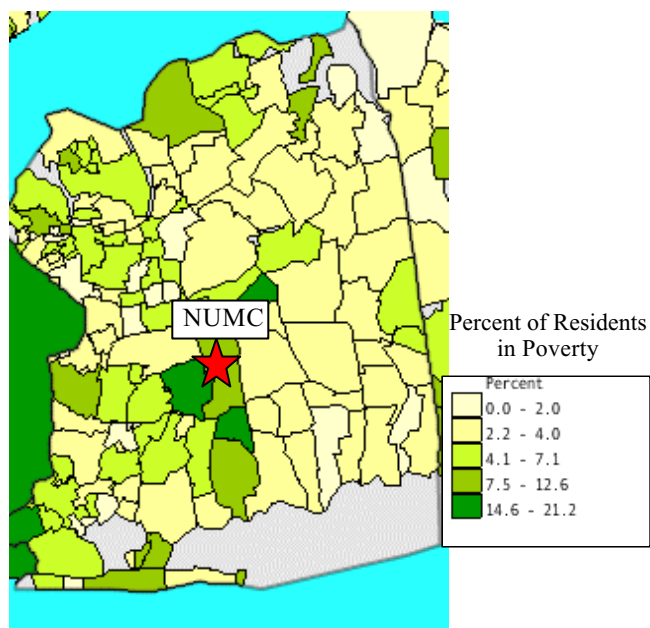 NUMC
Percent of Residents
in Poverty
Percent
0.0 - 2.0
2.2 - 4.0
4.1 - 7.1
7.5 - 12.6
14.6 - 21.2